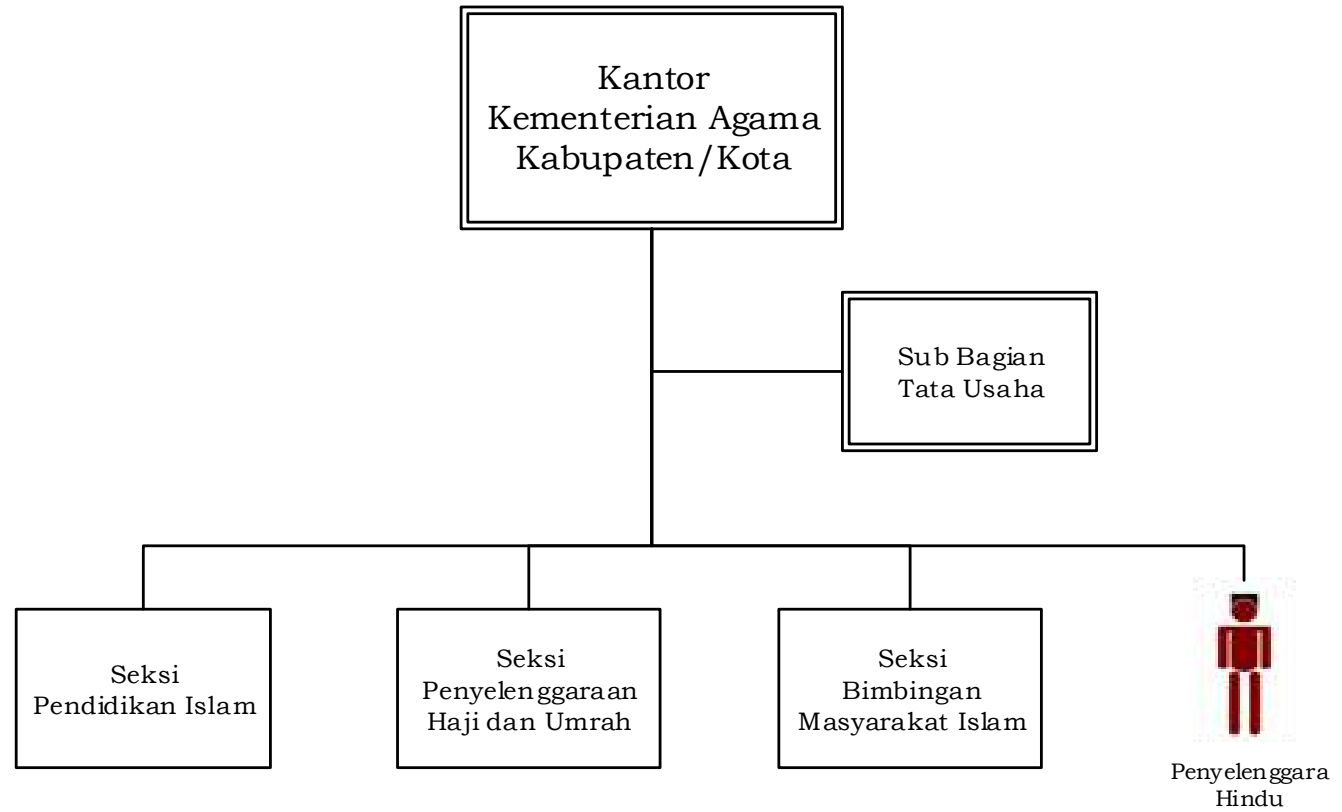 Kantor
Kementerian Agama
Kabupaten/Kota
Sub Bagian
Tata Usaha
Seksi
Pendidikan Islam
Seksi
Penyelenggaraan
Haji dan Umrah
Seksi
Bimbingan
Masyarakat Islam
Penyelenggara
Hindu